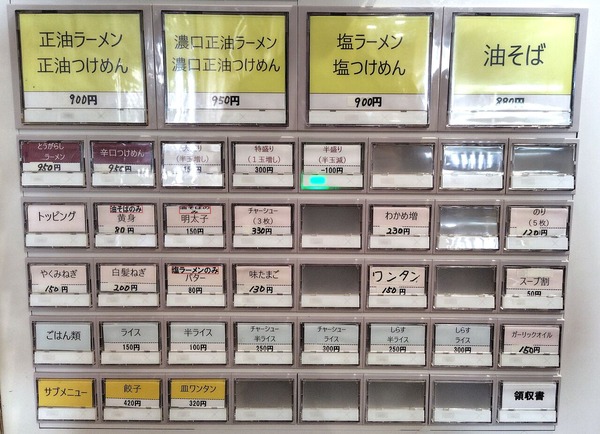 正油ラーメン
正油つけめん
900円
濃口正油ラーメン
濃口正油つけめん
950円
塩ラーメン
塩つけめん
900円
油そば
とうがらし
ラーメン
950円
辛口つけめん
950円
(半玉増し)
特盛り
(1玉増し)
300円
半盛り
(半玉減)
-100円
トッピング
油そばのみ
黄身
80円
明太子
150円
チャーシュー
(3枚)
330円
わかめ増
230円
のり
(5枚)
120円
やくみねぎ
150円
白髪ねぎ
200円
塩ラーメンのみ
バター
80円
味たまご
130円
ワンタン
150円
スープ割
50円
ごはん類
ライス
150円
半ライス
100円
チャーシュー
半ライス
250円
チャーシュー
ライス
しらす
半ライス
250円
しらす
ライス
300円
ガーリックオイル
150円
サブメニュー
餃子
420円
皿ワンタン
320円
領収書